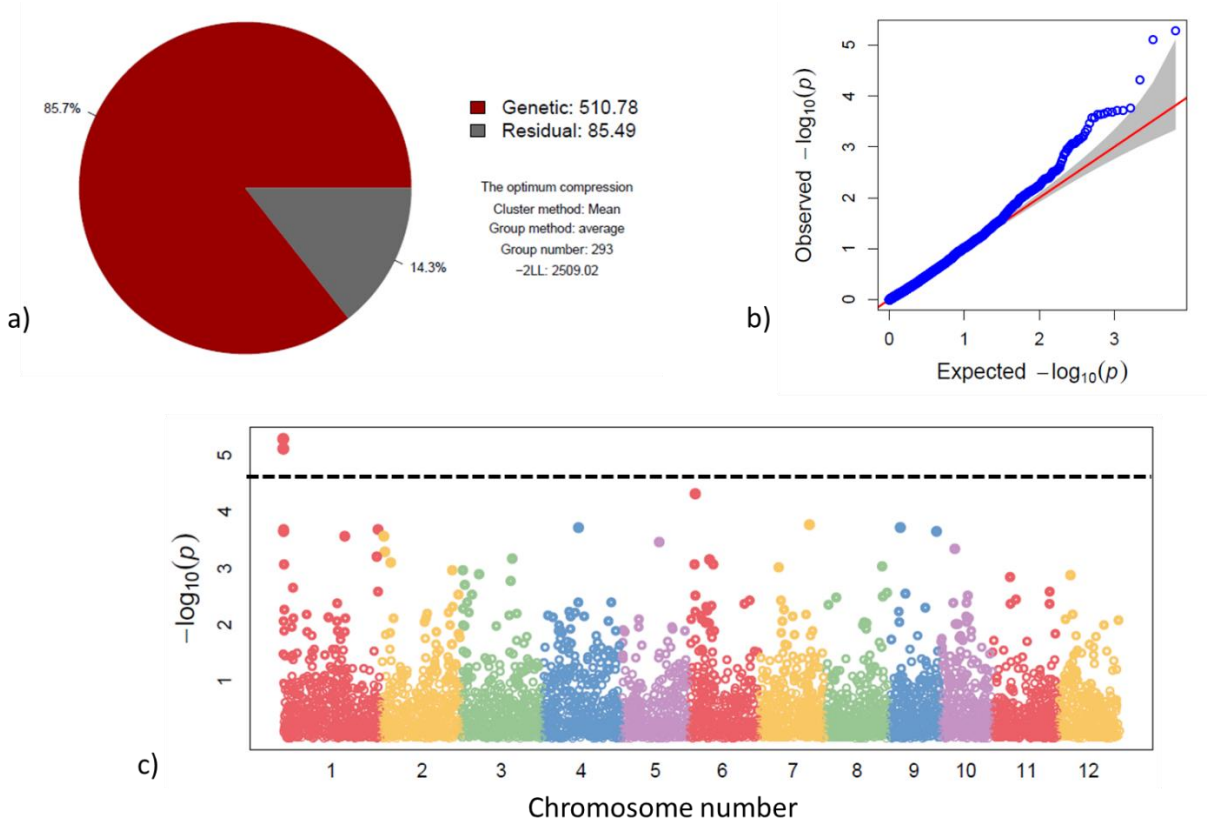 85.7%
14.3%
Genetic: 510.78
Residual: 85.49
The optimum compression
Cluster method: Mean
Group method: average
Group number: 293
−2LL: 2509.02
a)
Observed −log₁₀(p)
5
4
3
2
1
0
0 1 2 3
Expected −log₁₀(p)
b)
−log₁₀(p)
5
4
3
2
1
1 2 3 4 5 6 7 8 9 10 11 12
Chromosome number
c)